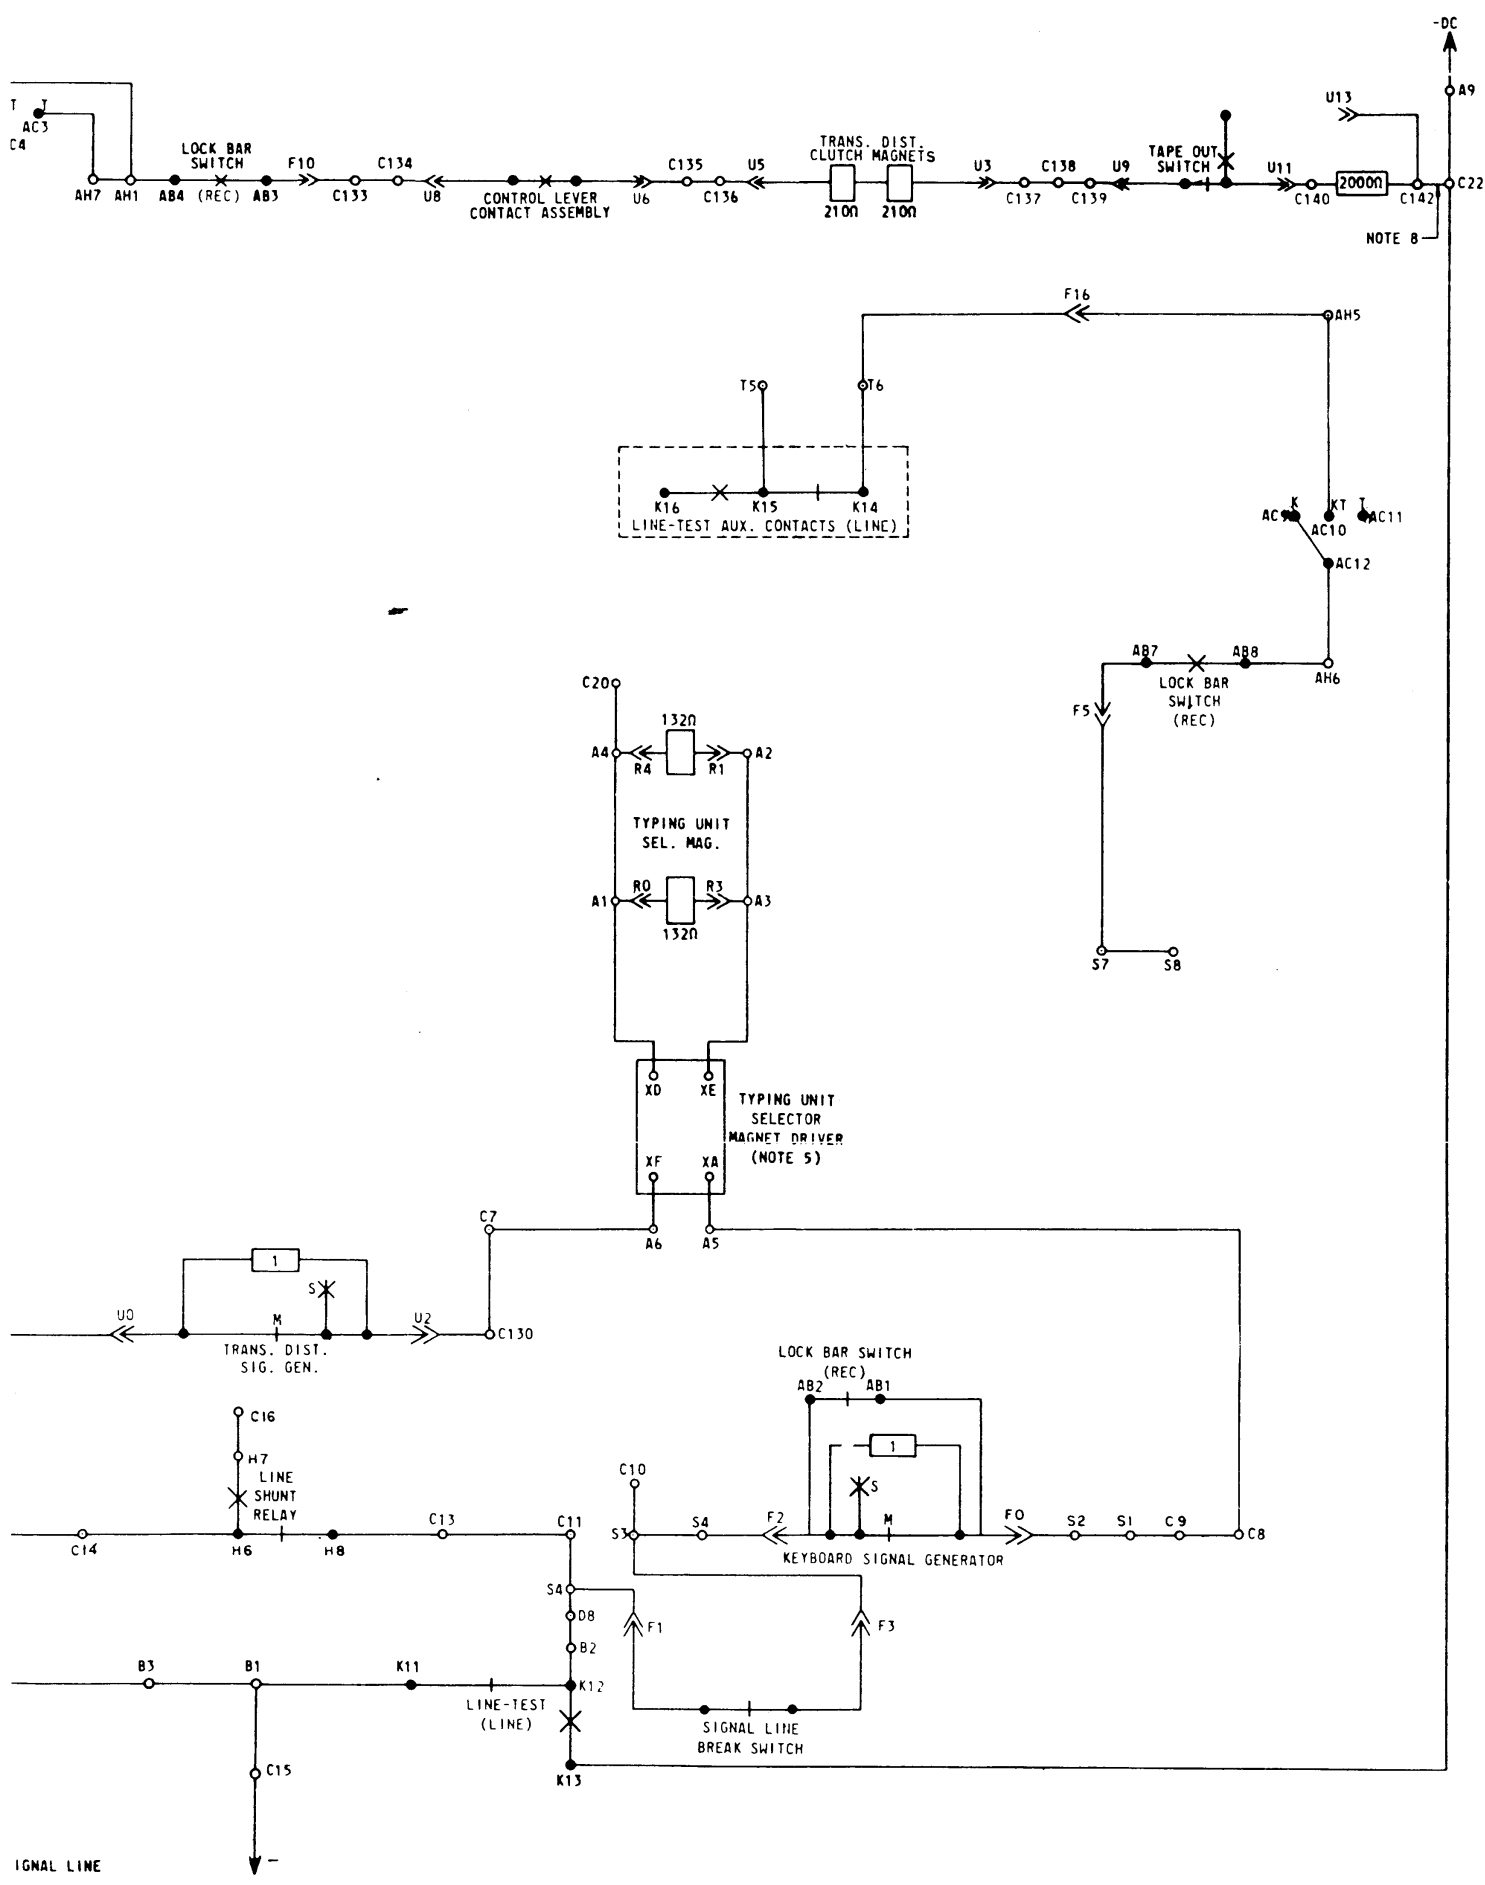 -DC
A9
U13
T T
AC3
C4
LOCK BAR
SWITCH
(REC)
AH7
AH1
AB4
AB3
F10
C133
C134
U8
CONTROL LEVER
CONTACT ASSEMBLY
U6
C135
C136
U5
TRANS. DIST.
CLUTCH MAGNETS
210Ω
210Ω
U3
C137
C138
C139
U9
TAPE OUT
SWITCH
U11
C140
2000Ω
C142
C22
NOTE 8
F16
AH5
T5
T6
K16
K15
K14
LINE-TEST AUX. CONTACTS (LINE)
K
KT
T
AC10
AC11
AC12
AB7
AB8
AH6
LOCK BAR
SWITCH
(REC)
F5
S7
S8
C20
132Ω
A4
R4
R1
A2
TYPING UNIT
SEL. MAG.
A1
R0
R3
A3
132Ω
XD
XE
TYPING UNIT
SELECTOR
MAGNET DRIVER
(NOTE 5)
XF
XA
C7
A6
A5
1
S
U0
M
U2
C130
TRANS. DIST.
SIG. GEN.
LOCK BAR SWITCH
(REC)
AB2
AB1
C16
H7
LINE
SHUNT
RELAY
1
S
C10
C14
H6
H8
C13
C11
S3
S4
F2
M
F0
S2
S1
C9
C8
KEYBOARD SIGNAL GENERATOR
S4
D8
F1
F3
B2
B3
B1
K11
K12
LINE-TEST
(LINE)
SIGNAL LINE
BREAK SWITCH
C15
K13
IGNAL LINE
-